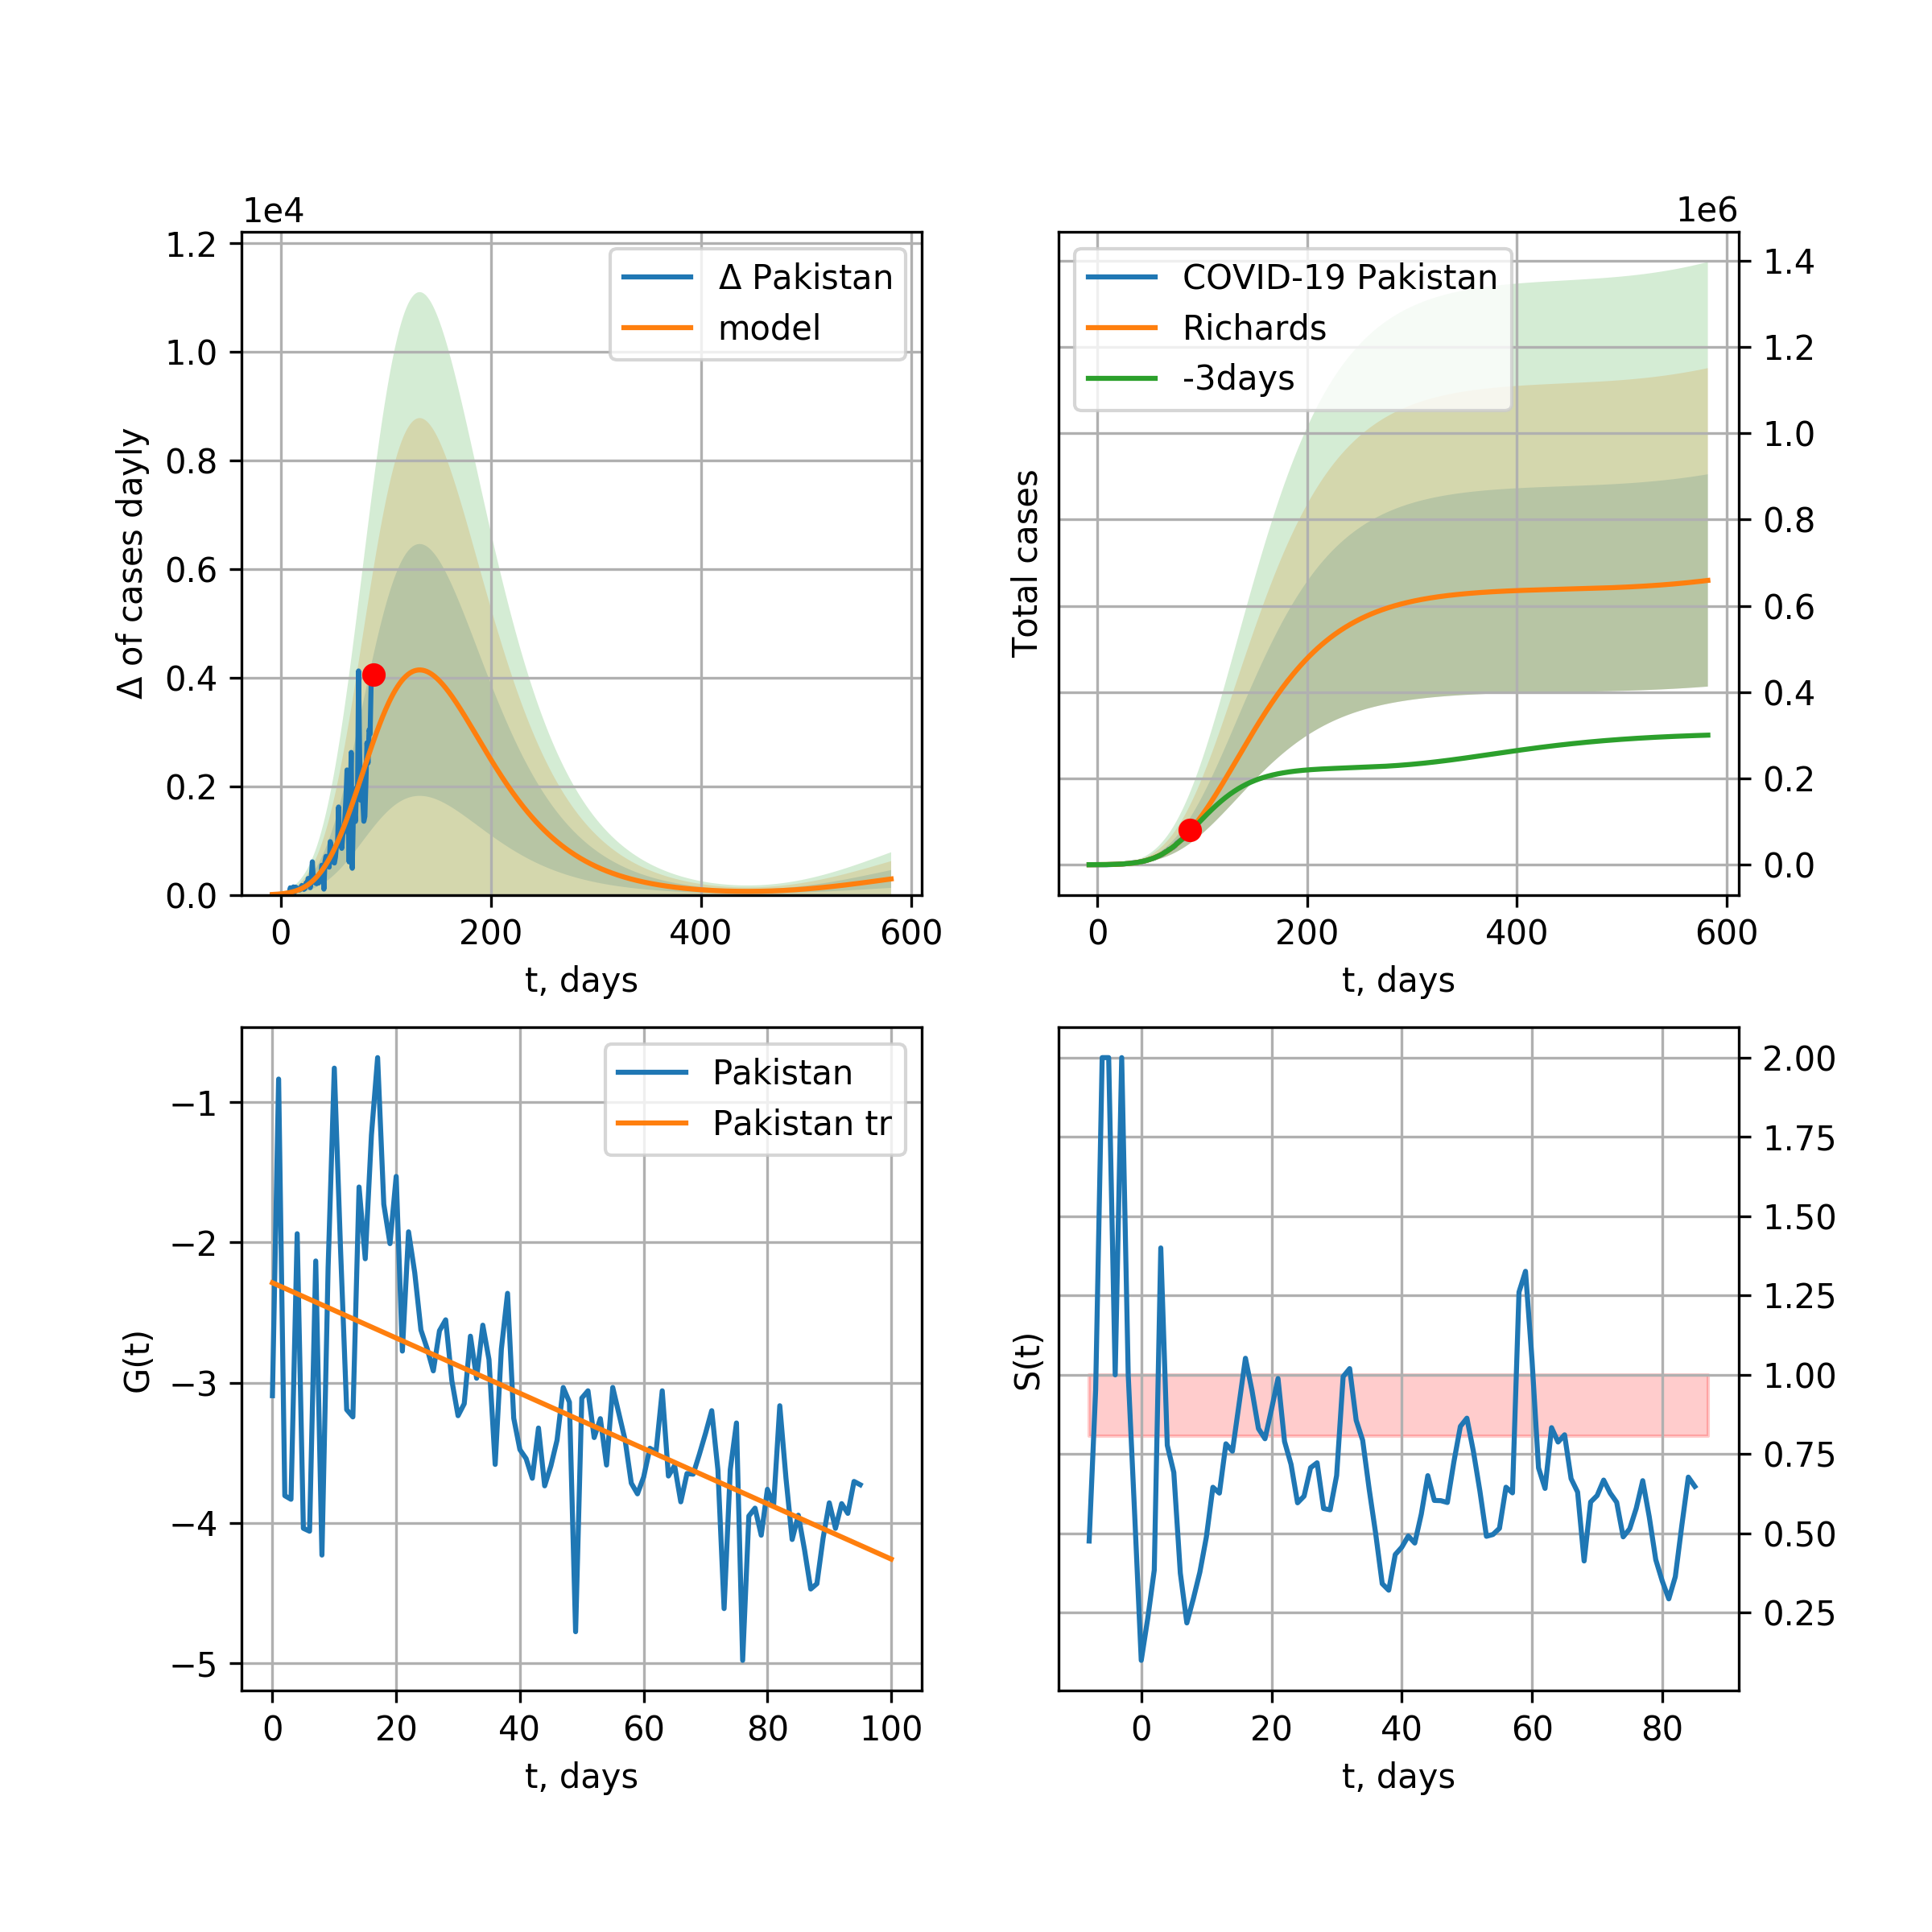 1e4
1.2
1.0
0.8
0.6
0.4
0.2
0.0
Δ of cases dayly
Δ Pakistan
model
0 200 400 600
t, days
1e6
1.4
1.2
1.0
0.8
0.6
0.4
0.2
0.0
Total cases
COVID-19 Pakistan
Richards
-3days
0 200 400 600
t, days
−1
−2
−3
−4
−5
G(t)
Pakistan
Pakistan tr
0 20 40 60 80 100
t, days
2.00
1.75
1.50
1.25
1.00
0.75
0.50
0.25
S(t)
0 20 40 60 80
t, days